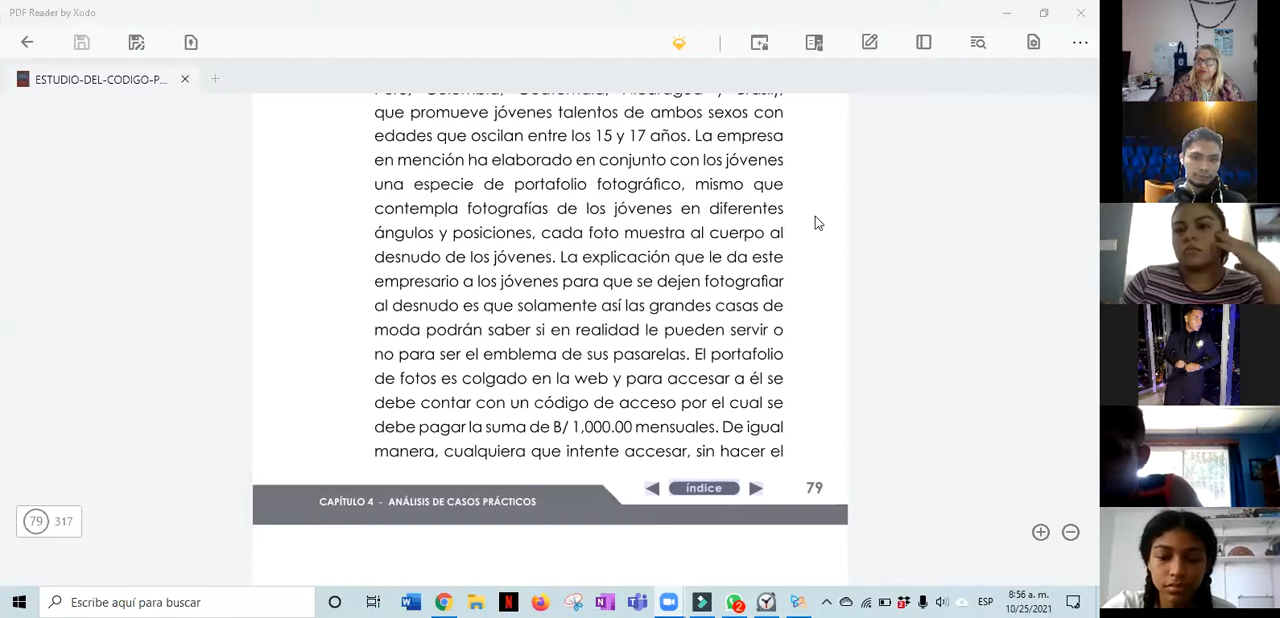 PDF Reader by Xodo
ESTUDIO-DEL-CODIGO-P...
que promueve jóvenes talentos de ambos sexos con
edades que oscilan entre los 15 y 17 años. La empresa
en mención ha elaborado en conjunto con los jóvenes
una especie de portafolio fotográfico, mismo que
contempla fotografías de los jóvenes en diferentes
ángulos y posiciones, cada foto muestra al cuerpo al
desnudo de los jóvenes. La explicación que le da este
empresario a los jóvenes para que se dejen fotografiar
al desnudo es que solamente así las grandes casas de
moda podrán saber si en realidad le pueden servir o
no para ser el emblema de sus pasarelas. El portafolio
de fotos es colgado en la web y para accesar a él se
debe contar con un código de acceso por el cual se
debe pagar la suma de B/ 1,000.00 mensuales. De igual
manera, cualquiera que intente accesar, sin hacer el
índice
79
CAPÍTULO 4 - ANÁLISIS DE CASOS PRÁCTICOS
79 317
Escribe aquí para buscar
2
ESP
8:56 a. m.
10/25/2021